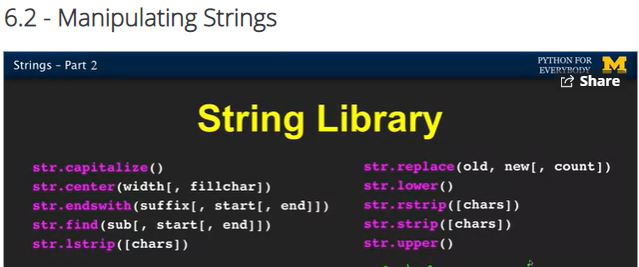 6.2 - Manipulating Strings
Strings – Part 2
PYTHON FOR
EVERYBODY
Share
String Library
str.capitalize()
str.center(width[, fillchar])
str.endswith(suffix[, start[, end]])
str.find(sub[, start[, end]])
str.lstrip([chars])
str.replace(old, new[, count])
str.lower()
str.rstrip([chars])
str.strip([chars])
str.upper()